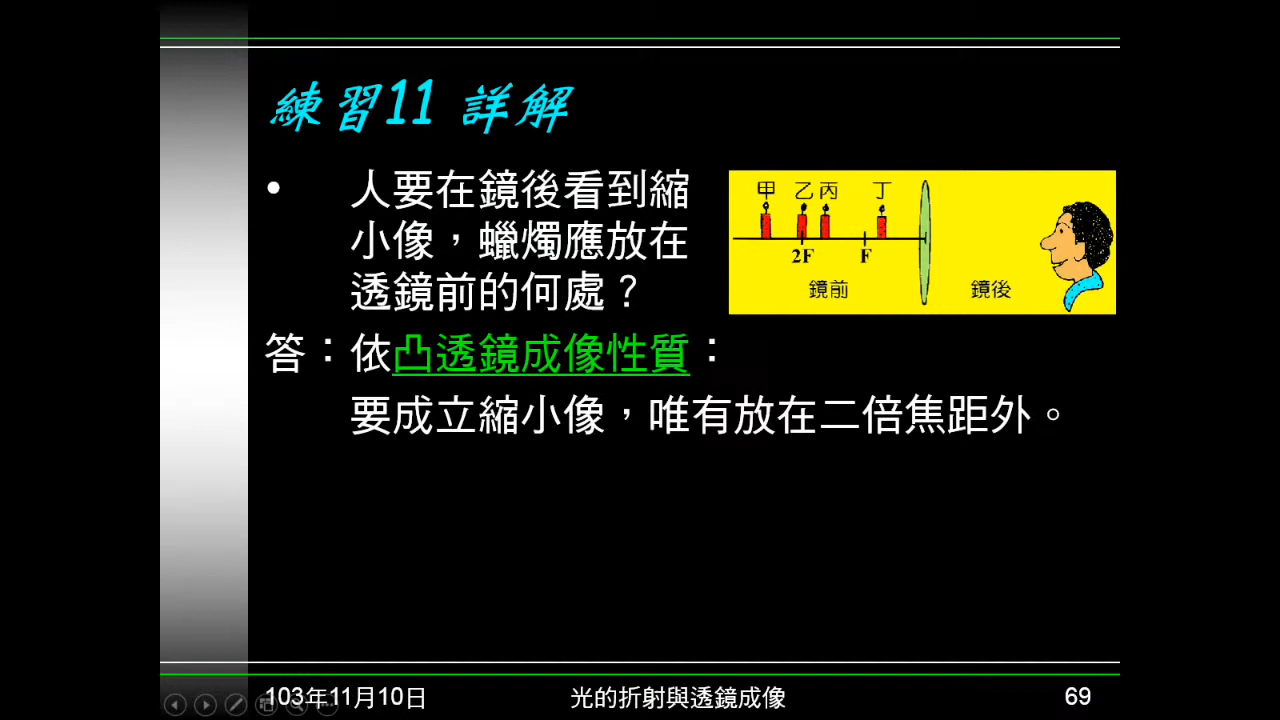 練習11 詳解
• 人要在鏡後看到縮
小像，蠟燭應放在
透鏡前的何處？
甲 乙 丙 丁
2F F
鏡前 鏡後
答：依凸透鏡成像性質：
要成立縮小像，唯有放在二倍焦距外。
103年11月10日 光的折射與透鏡成像 69